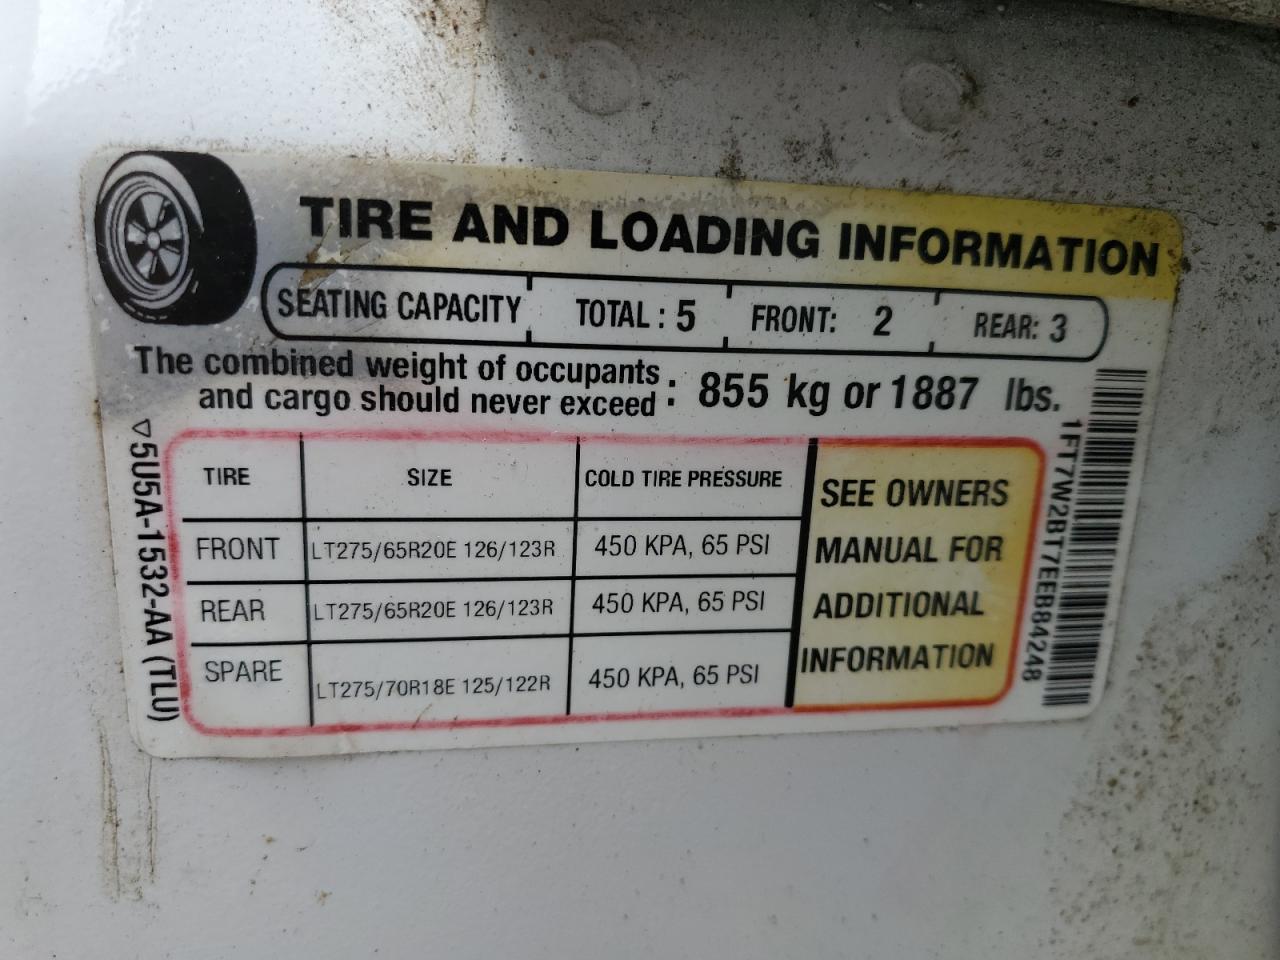 TIRE AND LOADING INFORMATION
SEATING CAPACITY TOTAL : 5 FRONT: 2 REAR: 3
The combined weight of occupants
and cargo should never exceed : 855 kg or 1887 lbs.
TIRE SIZE COLD TIRE PRESSURE
FRONT LT275/65R20E 126/123R 450 KPA, 65 PSI
REAR LT275/65R20E 126/123R 450 KPA, 65 PSI
SPARE LT275/70R18E 125/122R 450 KPA, 65 PSI
SEE OWNERS
MANUAL FOR
ADDITIONAL
INFORMATION
5U5A-1532-AA (TLU)
1FT7W2BT7EEB84248